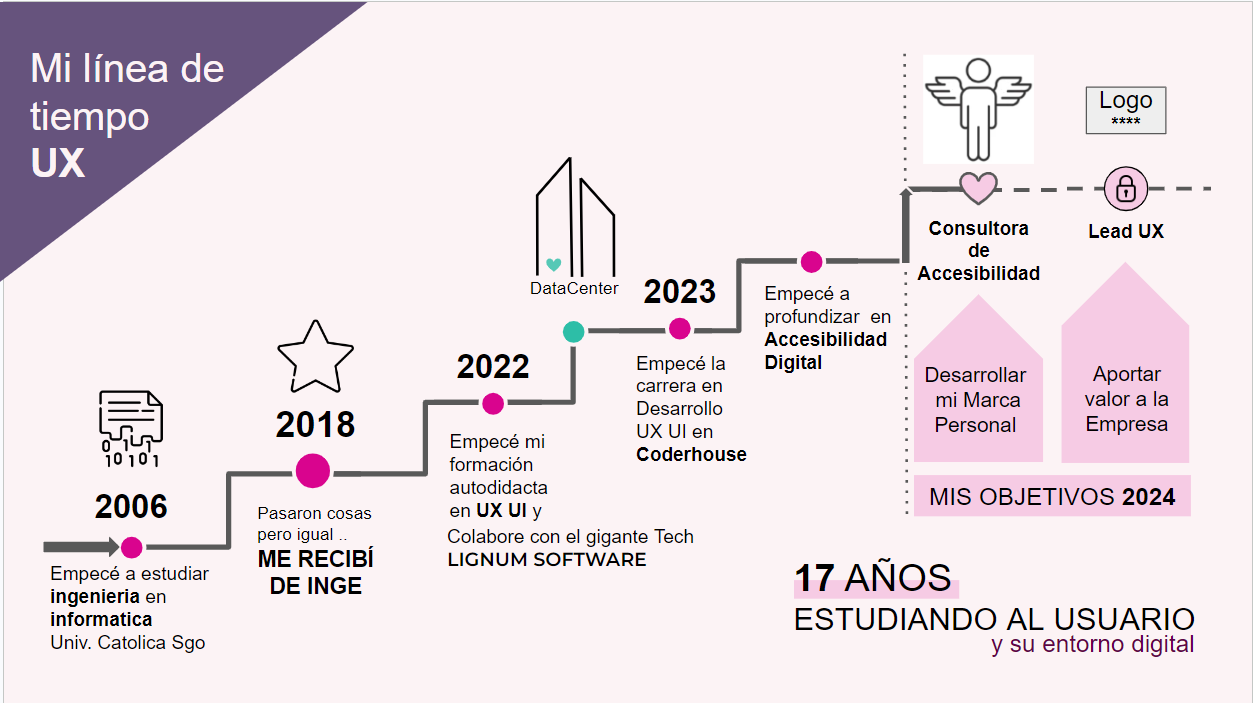 Mi línea de
tiempo
UX
2006
Empecé a estudiar
ingenieria en
informatica
Univ. Catolica Sgo
2018
Pasaron cosas
pero igual ..
ME RECIBÍ
DE INGE
2022
Empecé mi
formación
autodidacta
en UX UI y
Colabore con el gigante Tech
LIGNUM SOFTWARE
DataCenter
2023
Empecé la
carrera en
Desarrollo
UX UI en
Coderhouse
Empecé a
profundizar en
Accesibilidad
Digital
Consultora
de
Accesibilidad
Desarrollar
mi Marca
Personal
Logo
****
Lead UX
Aportar
valor a la
Empresa
MIS OBJETIVOS 2024
17 AÑOS
ESTUDIANDO AL USUARIO
y su entorno digital
0101
10101